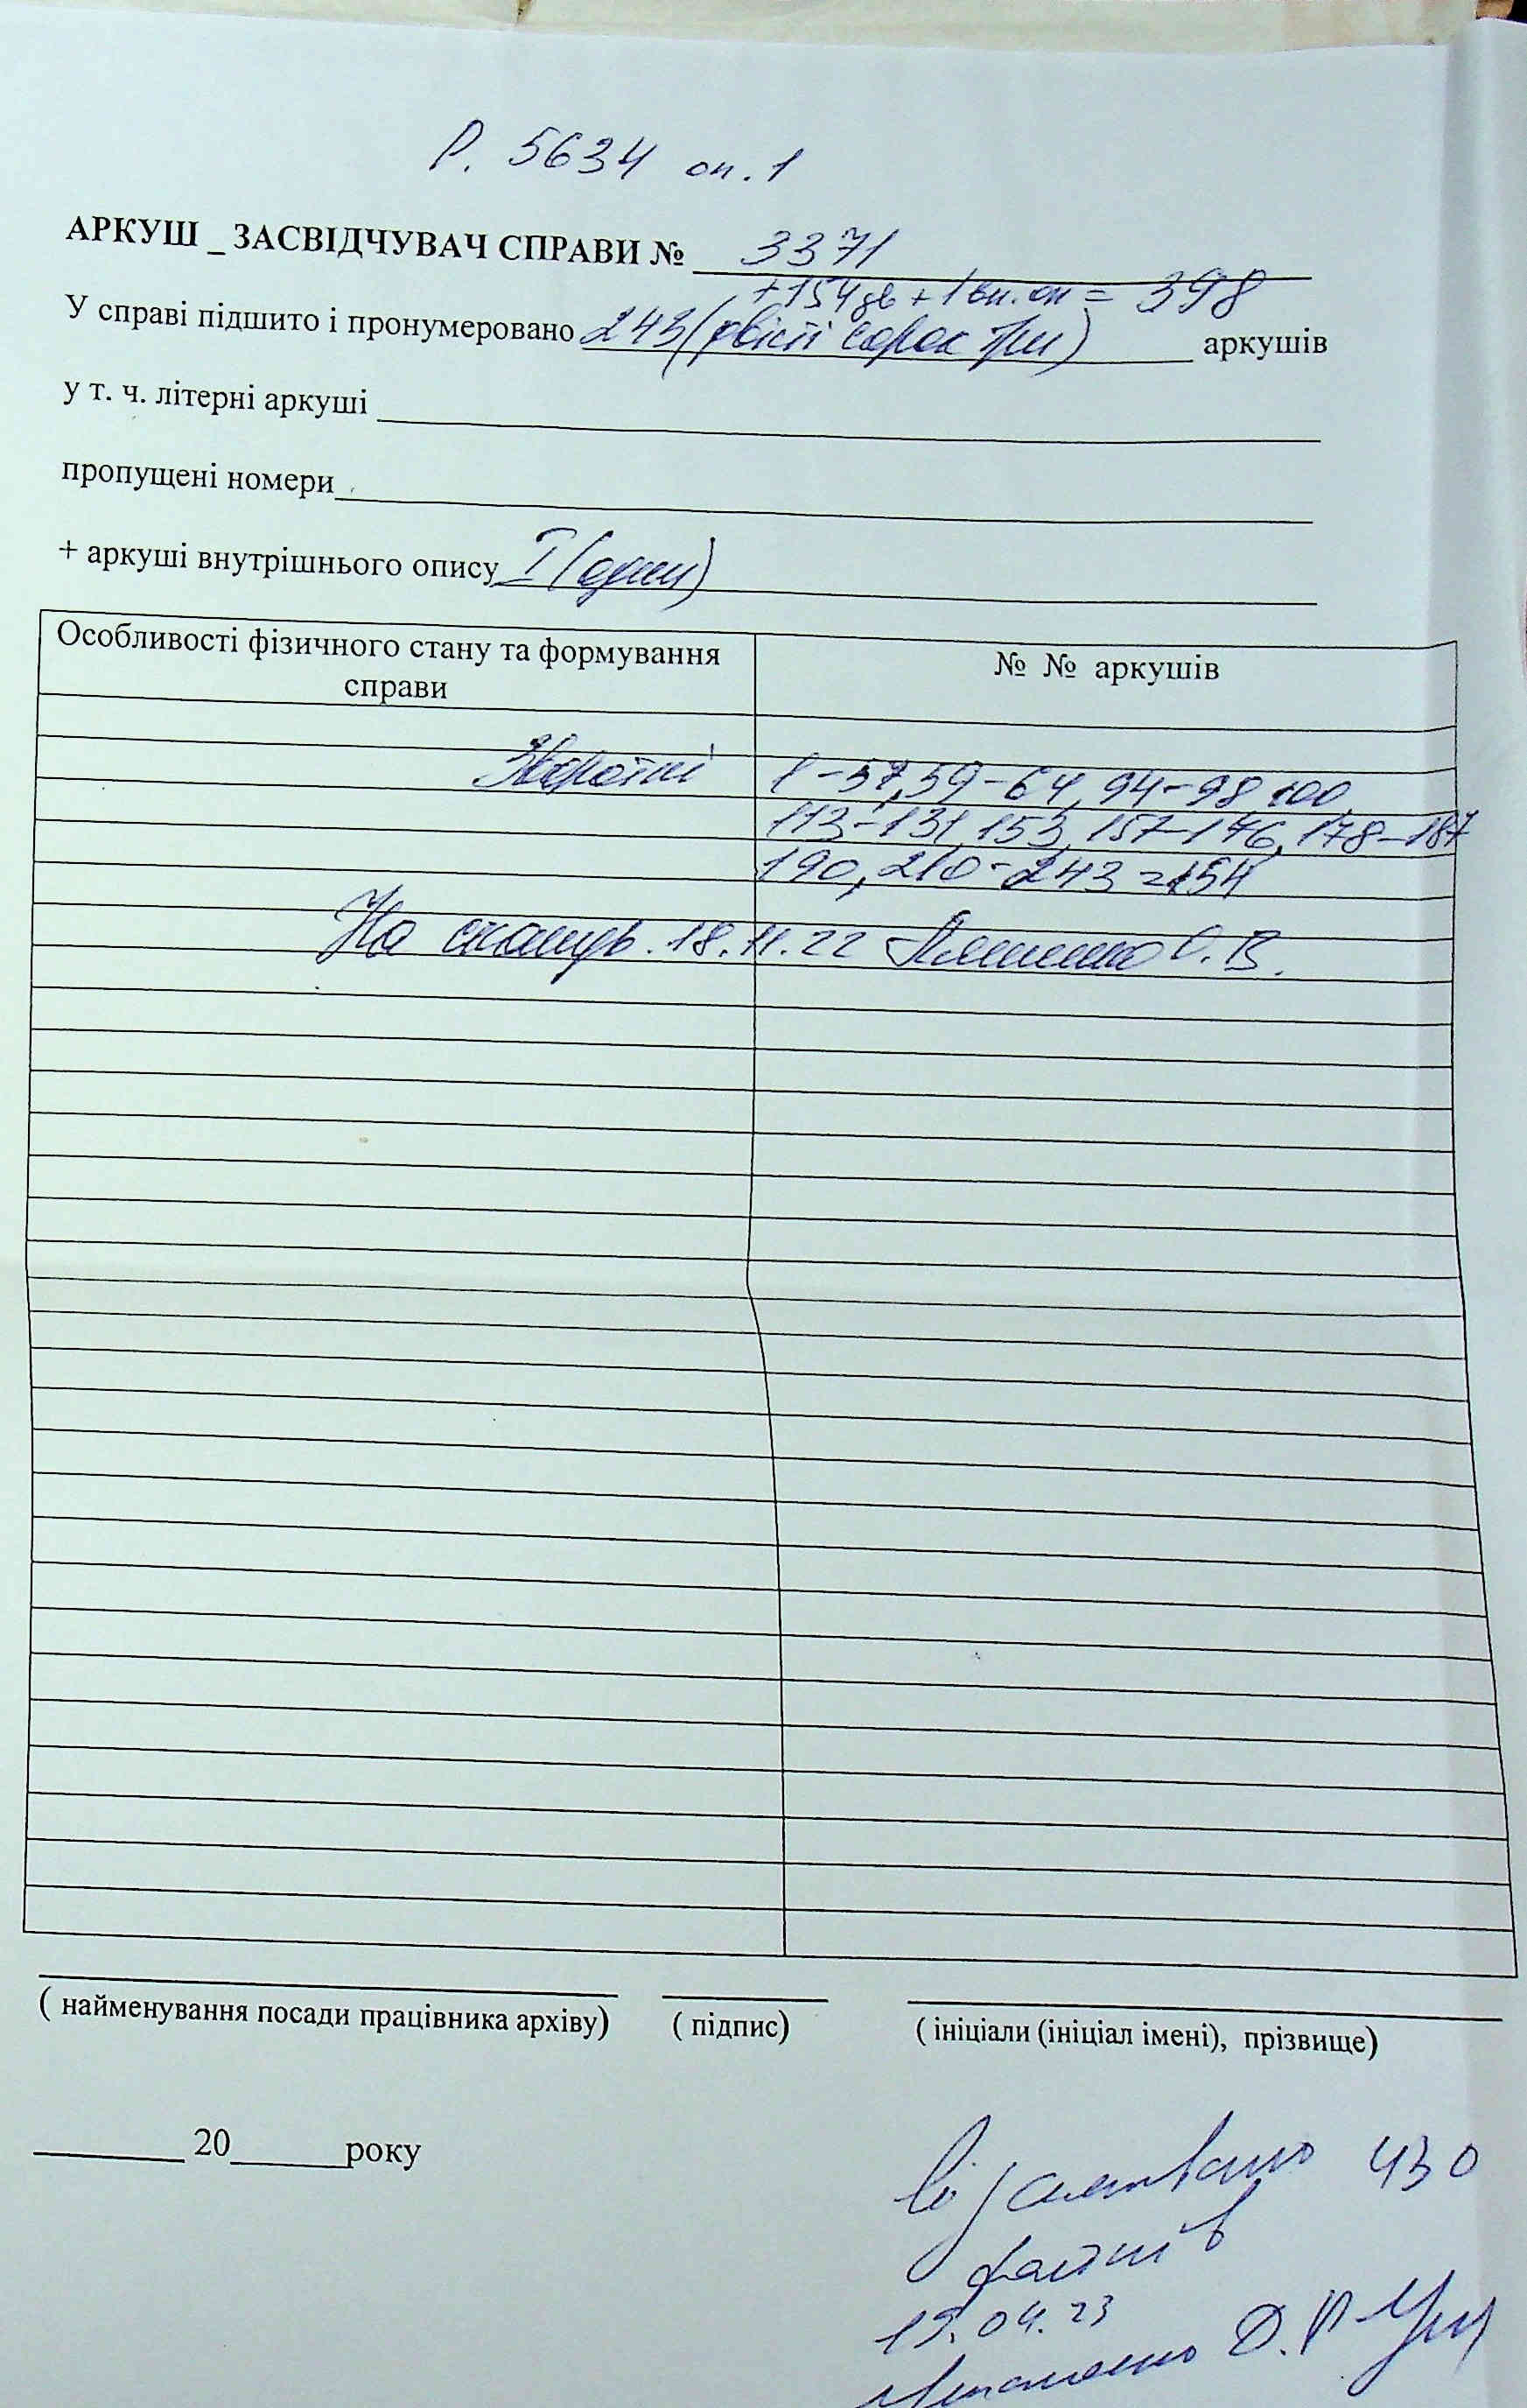 Р. 5634 оп. 1
АРКУШ _ ЗАСВІДЧУВАЧ СПРАВИ № 3371
+ 154 зв + 1 вн. оп = 398
У справі підшито і пронумеровано 243 (двісті сорок три) аркушів
у т. ч. літерні аркуші
пропущені номери
+ аркуші внутрішнього опису I (один)
Особливості фізичного стану та формування справи
№ № аркушів
Зворотні 1-57, 59-64, 94-98, 100,
113-131, 153, 157-176, 178-187
190, 210-243 = 154
На сканув. 18.11.22 О. В.
( найменування посади працівника архіву) ( підпис) ( ініціали (ініціал імені), прізвище)
20 року
Відскановано 430
файлів
19.04.23
Д. Р.